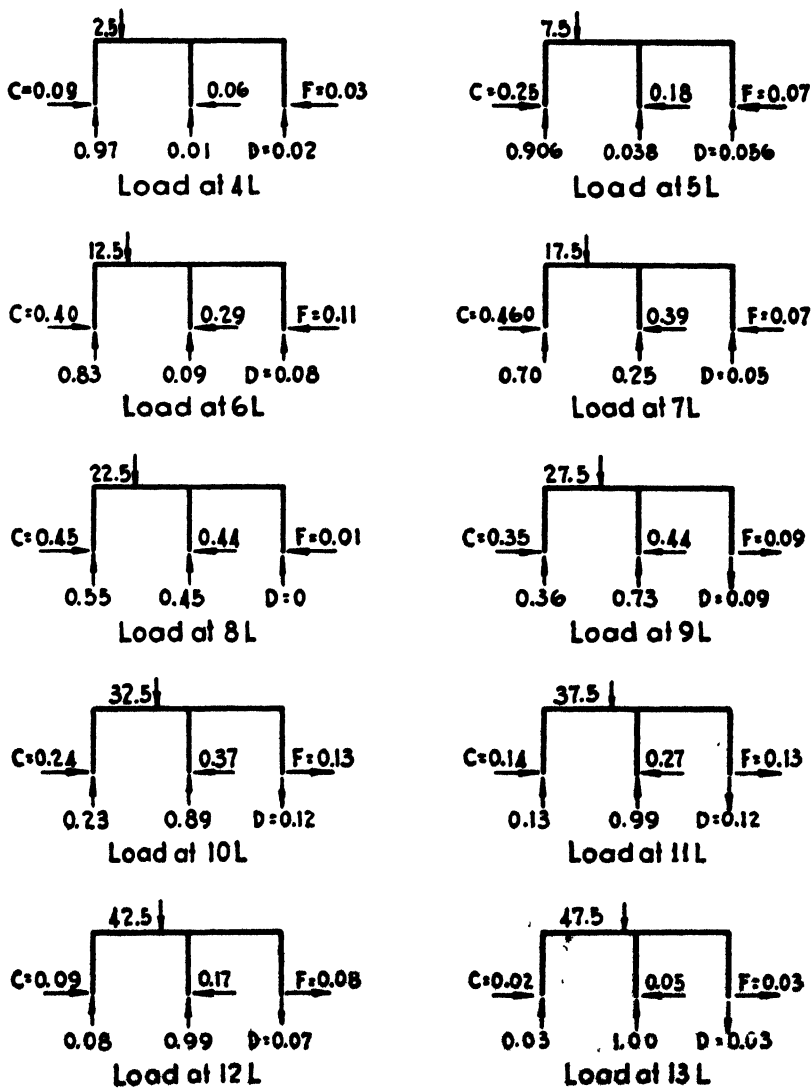 2.5
C=0.09 0.06 F=0.03
0.97 0.01 D=0.02
Load at 4L
7.5
C=0.25 0.18 F=0.07
0.906 0.038 D=0.056
Load at 5L
12.5
C=0.40 0.29 F=0.11
0.83 0.09 D=0.08
Load at 6L
17.5
C=0.460 0.39 F=0.07
0.70 0.25 D=0.05
Load at 7L
22.5
C=0.45 0.44 F=0.01
0.55 0.45 D=0
Load at 8L
27.5
C=0.35 0.44 F=0.09
0.36 0.73 D=0.09
Load at 9L
32.5
C=0.24 0.37 F=0.13
0.23 0.89 D=0.12
Load at 10L
37.5
C=0.14 0.27 F=0.13
0.13 0.99 D=0.12
Load at 11L
42.5
C=0.09 0.17 F=0.08
0.08 0.99 D=0.07
Load at 12L
47.5
C=0.02 0.05 F=0.03
0.03 1.00 D=0.03
Load at 13L